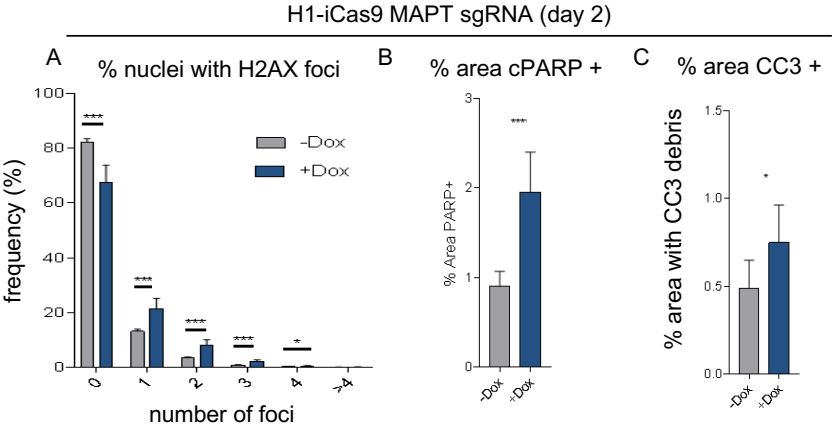 H1-iCas9 MAPT sgRNA (day 2)
A
% nuclei with H2AX foci
frequency (%)
100
80
60
40
20
0
***
***
***
***
*
-Dox
+Dox
0
1
2
3
4
>4
number of foci
B
% area cPARP +
% Area PARP+
3
2
1
0
***
-Dox
+Dox
C
% area CC3 +
% area with CC3 debris
1.5
1.0
0.5
0.0
*
-Dox
+Dox